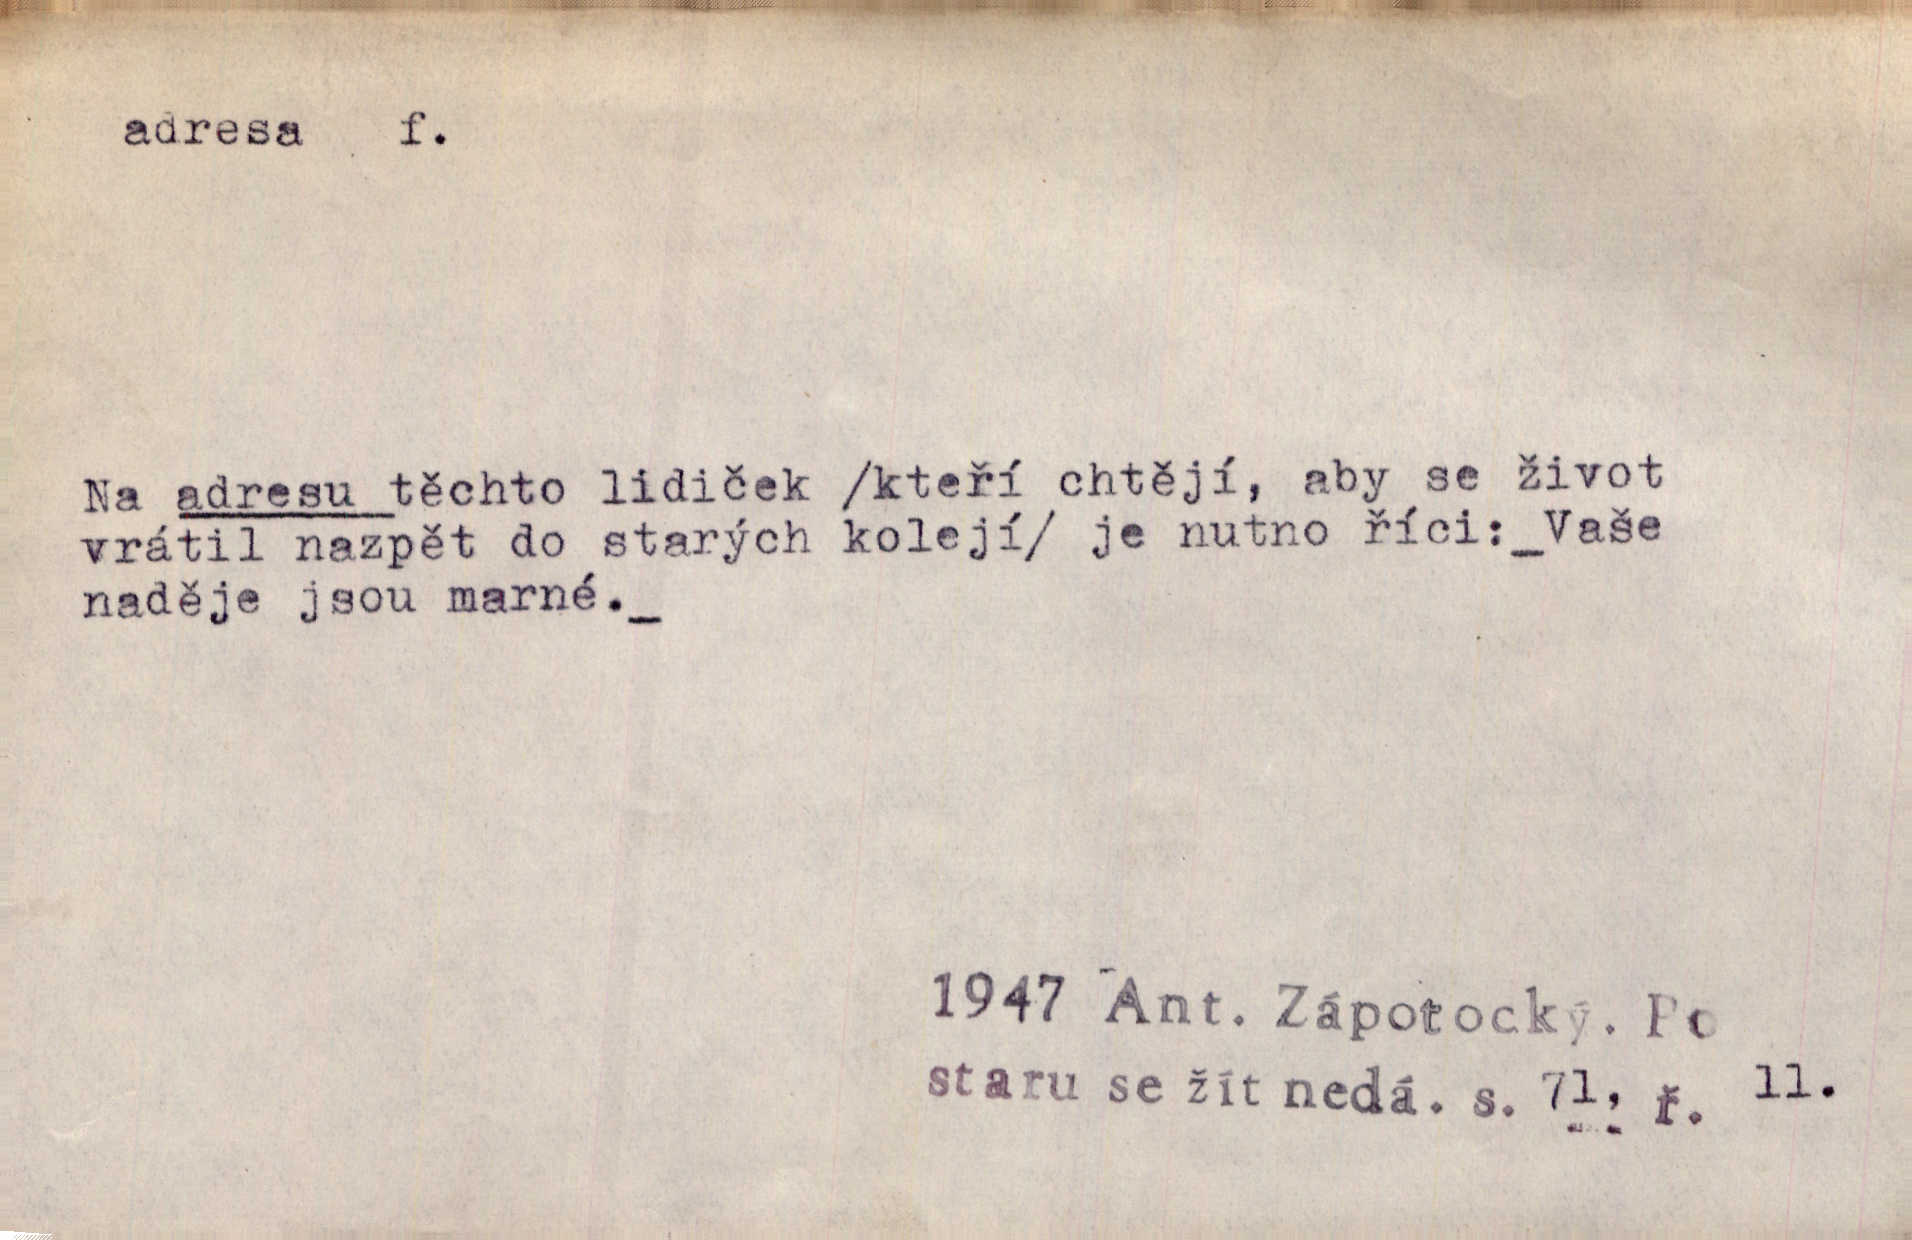 adresa f.
Na adresu těchto lidiček /kteří chtějí, aby se život
vrátil nazpět do starých kolejí/ je nutno říci:_Vaše
naděje jsou marné._
1947 Ant. Zápotocký. Po
staru se žít nedá. s. 71, ř. 11.